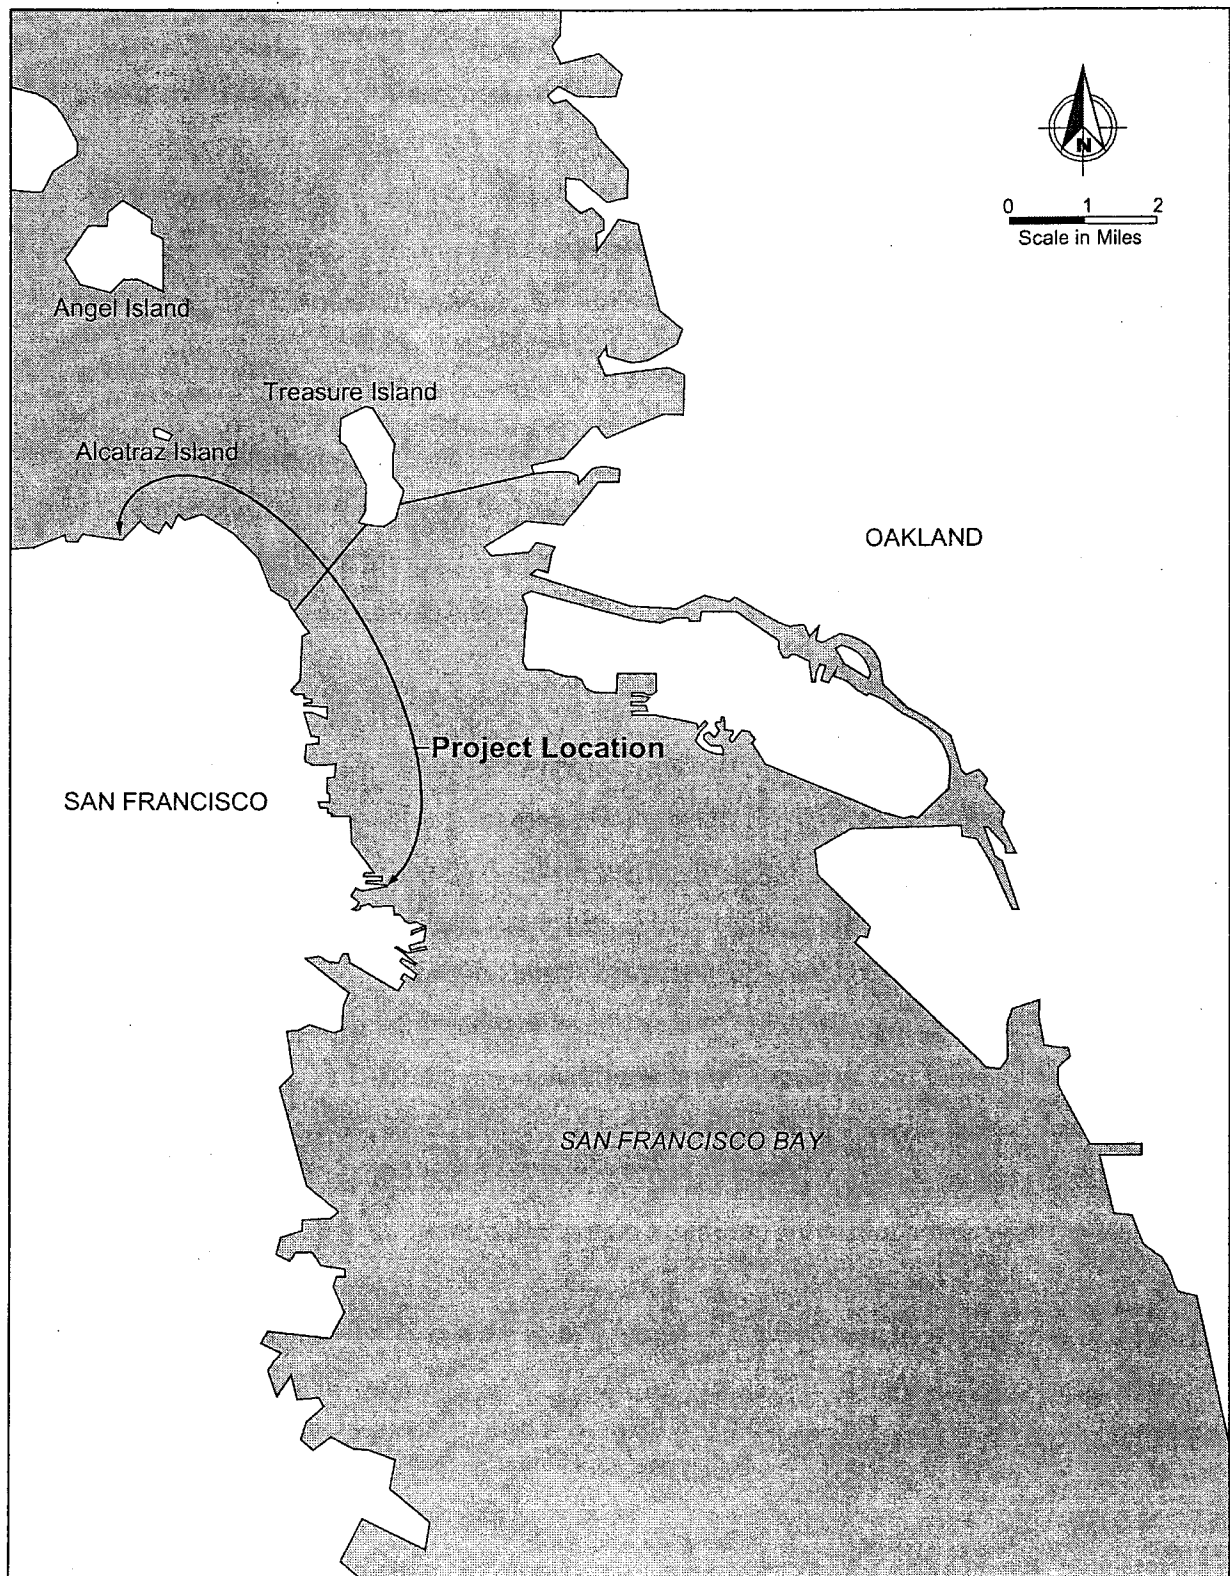 N
0 1 2
Scale in Miles
Angel Island
Treasure Island
Alcatraz Island
OAKLAND
Project Location
SAN FRANCISCO
SAN FRANCISCO BAY